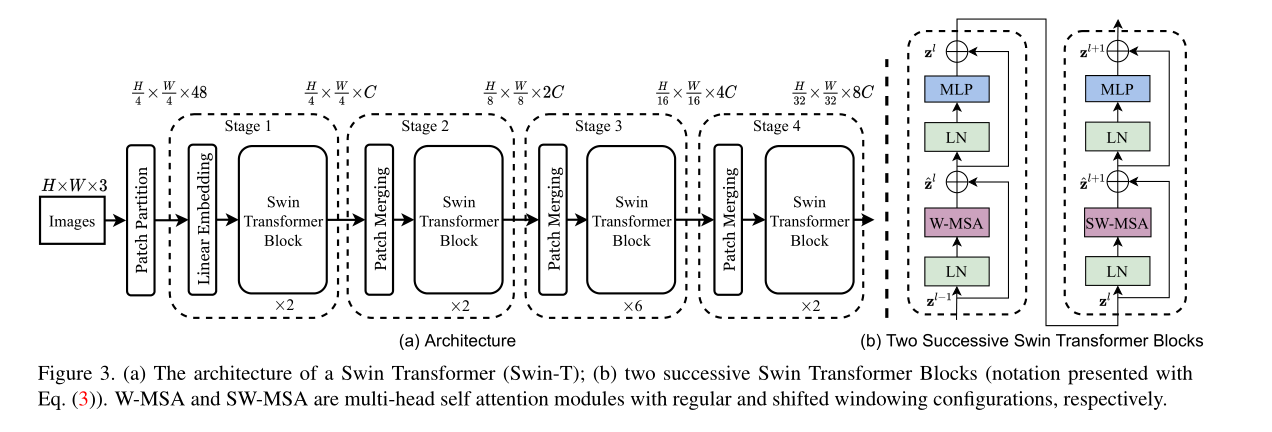 H/4 × W/4 × 48
H/4 × W/4 × C
H/8 × W/8 × 2C
H/16 × W/16 × 4C
H/32 × W/32 × 8C
Stage 1
Stage 2
Stage 3
Stage 4
H×W×3
Images
Patch Partition
Linear Embedding
Swin
Transformer
Block
×2
Patch Merging
Swin
Transformer
Block
×2
Patch Merging
Swin
Transformer
Block
×6
Patch Merging
Swin
Transformer
Block
×2
(a) Architecture
z^l
MLP
LN
ẑ^l
W-MSA
LN
z^{l−1}
z^{l+1}
MLP
LN
ẑ^{l+1}
SW-MSA
LN
z^l
(b) Two Successive Swin Transformer Blocks
Figure 3. (a) The architecture of a Swin Transformer (Swin-T); (b) two successive Swin Transformer Blocks (notation presented with
Eq. (3)). W-MSA and SW-MSA are multi-head self attention modules with regular and shifted windowing configurations, respectively.